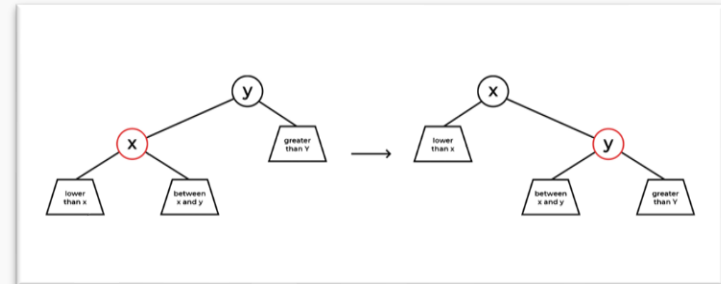 y
x
greater
than Y
lower
than x
between
x and y
x
lower
than x
y
between
x and y
greater
than Y